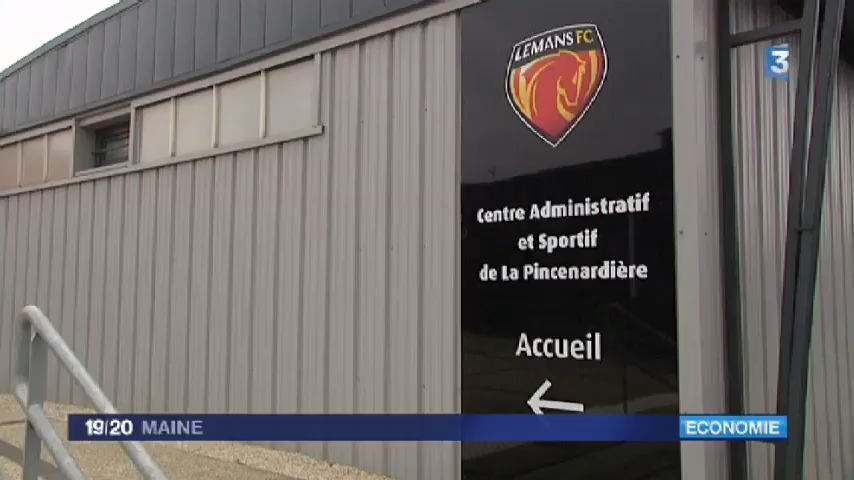 LEMANS FC
3
Centre Administratif
et Sportif
de La Pincenardière
Accueil
19/20 MAINE
ECONOMIE